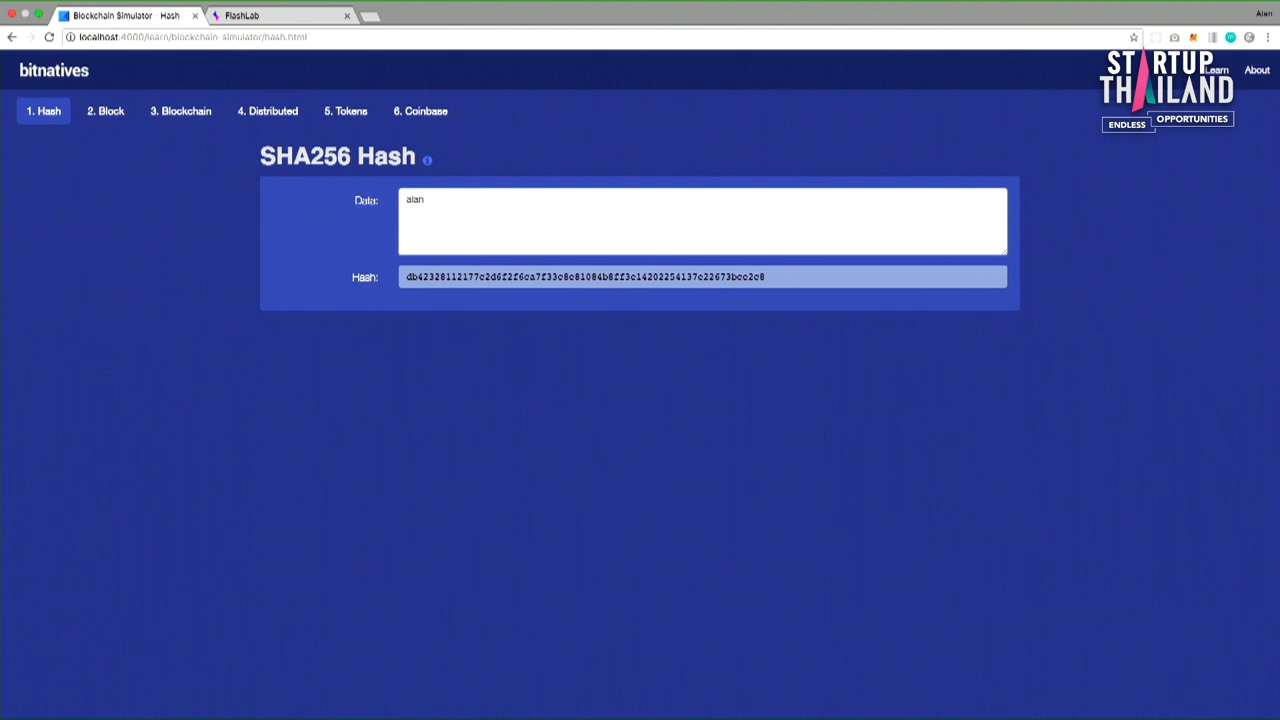 Blockchain Simulator - Hash
FlashLab
Alan
localhost:4000/learn/blockchain-simulator/hash.html
bitnatives
Learn
About
STARTUP
THAILAND
ENDLESS
OPPORTUNITIES
1. Hash
2. Block
3. Blockchain
4. Distributed
5. Tokens
6. Coinbase
SHA256 Hash
Data:
alan
Hash: